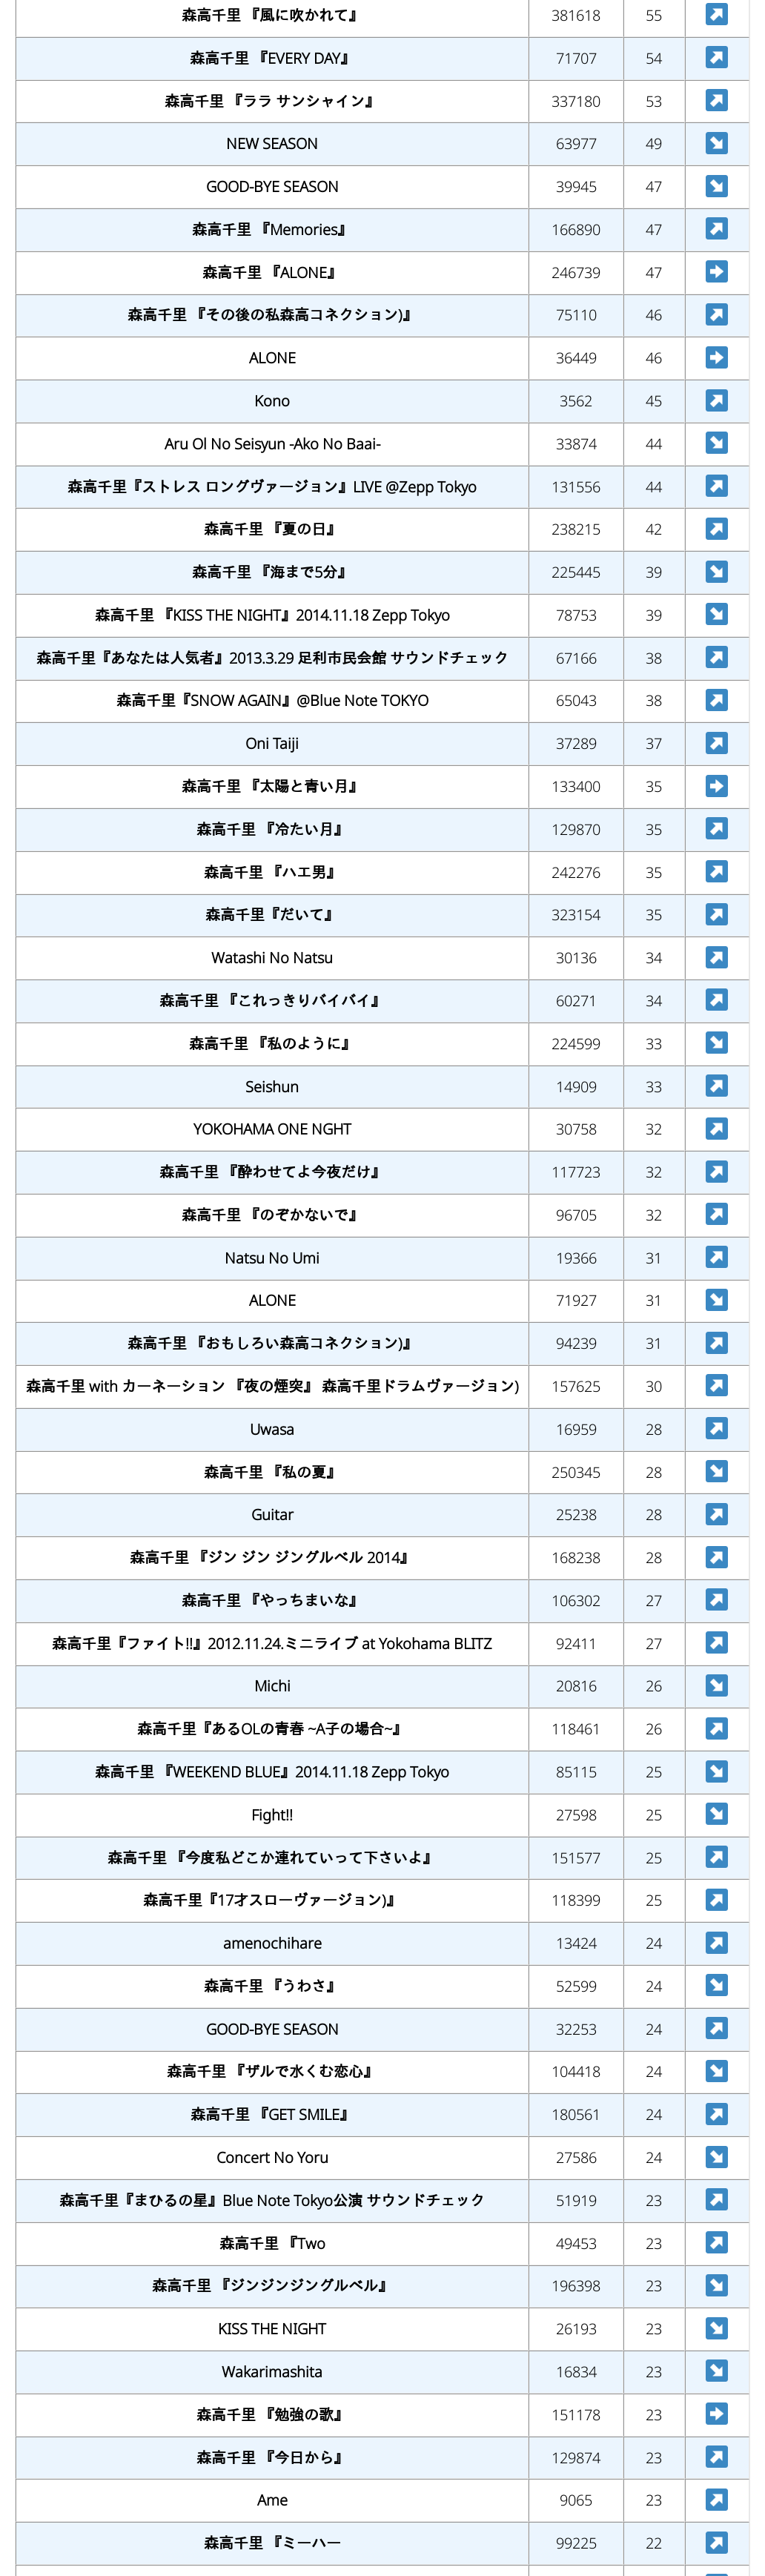 森高千里 『風に吹かれて』 381618 55
森高千里 『EVERY DAY』 71707 54
森高千里 『ララ サンシャイン』 337180 53
NEW SEASON 63977 49
GOOD-BYE SEASON 39945 47
森高千里 『Memories』 166890 47
森高千里 『ALONE』 246739 47
森高千里 『その後の私森高コネクション)』 75110 46
ALONE 36449 46
Kono 3562 45
Aru Ol No Seisyun -Ako No Baai- 33874 44
森高千里『ストレス ロングヴァージョン』LIVE @Zepp Tokyo 131556 44
森高千里 『夏の日』 238215 42
森高千里 『海まで5分』 225445 39
森高千里 『KISS THE NIGHT』2014.11.18 Zepp Tokyo 78753 39
森高千里『あなたは人気者』2013.3.29 足利市民会館 サウンドチェック 67166 38
森高千里『SNOW AGAIN』@Blue Note TOKYO 65043 38
Oni Taiji 37289 37
森高千里 『太陽と青い月』 133400 35
森高千里 『冷たい月』 129870 35
森高千里 『ハエ男』 242276 35
森高千里『だいて』 323154 35
Watashi No Natsu 30136 34
森高千里 『これっきりバイバイ』 60271 34
森高千里 『私のように』 224599 33
Seishun 14909 33
YOKOHAMA ONE NGHT 30758 32
森高千里 『酔わせてよ今夜だけ』 117723 32
森高千里 『のぞかないで』 96705 32
Natsu No Umi 19366 31
ALONE 71927 31
森高千里 『おもしろい森高コネクション)』 94239 31
森高千里 with カーネーション 『夜の煙突』 森高千里ドラムヴァージョン) 157625 30
Uwasa 16959 28
森高千里 『私の夏』 250345 28
Guitar 25238 28
森高千里 『ジン ジン ジングルベル 2014』 168238 28
森高千里 『やっちまいな』 106302 27
森高千里『ファイト!!』2012.11.24.ミニライブ at Yokohama BLITZ 92411 27
Michi 20816 26
森高千里『あるOLの青春 ~A子の場合~』 118461 26
森高千里 『WEEKEND BLUE』2014.11.18 Zepp Tokyo 85115 25
Fight!! 27598 25
森高千里 『今度私どこか連れていって下さいよ』 151577 25
森高千里『17才スローヴァージョン)』 118399 25
amenochihare 13424 24
森高千里 『うわさ』 52599 24
GOOD-BYE SEASON 32253 24
森高千里 『ザルで水くむ恋心』 104418 24
森高千里 『GET SMILE』 180561 24
Concert No Yoru 27586 24
森高千里『まひるの星』Blue Note Tokyo公演 サウンドチェック 51919 23
森高千里 『Two 49453 23
森高千里 『ジンジンジングルベル』 196398 23
KISS THE NIGHT 26193 23
Wakarimashita 16834 23
森高千里 『勉強の歌』 151178 23
森高千里 『今日から』 129874 23
Ame 9065 23
森高千里 『ミーハー 99225 22